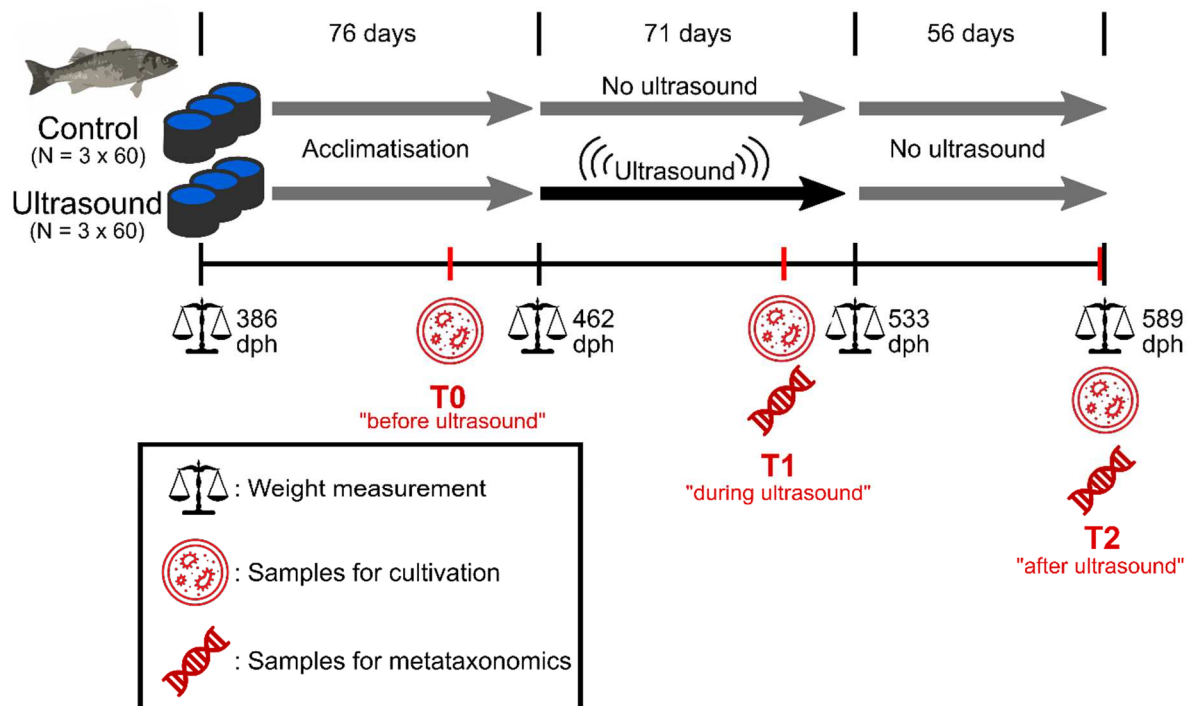 76 days
71 days
56 days
No ultrasound
Control
(N = 3 x 60)
Acclimatisation
Ultrasound
No ultrasound
Ultrasound
(N = 3 x 60)
386
dph
462
dph
533
dph
589
dph
T0
"before ultrasound"
T1
"during ultrasound"
T2
"after ultrasound"
: Weight measurement
: Samples for cultivation
: Samples for metataxonomics